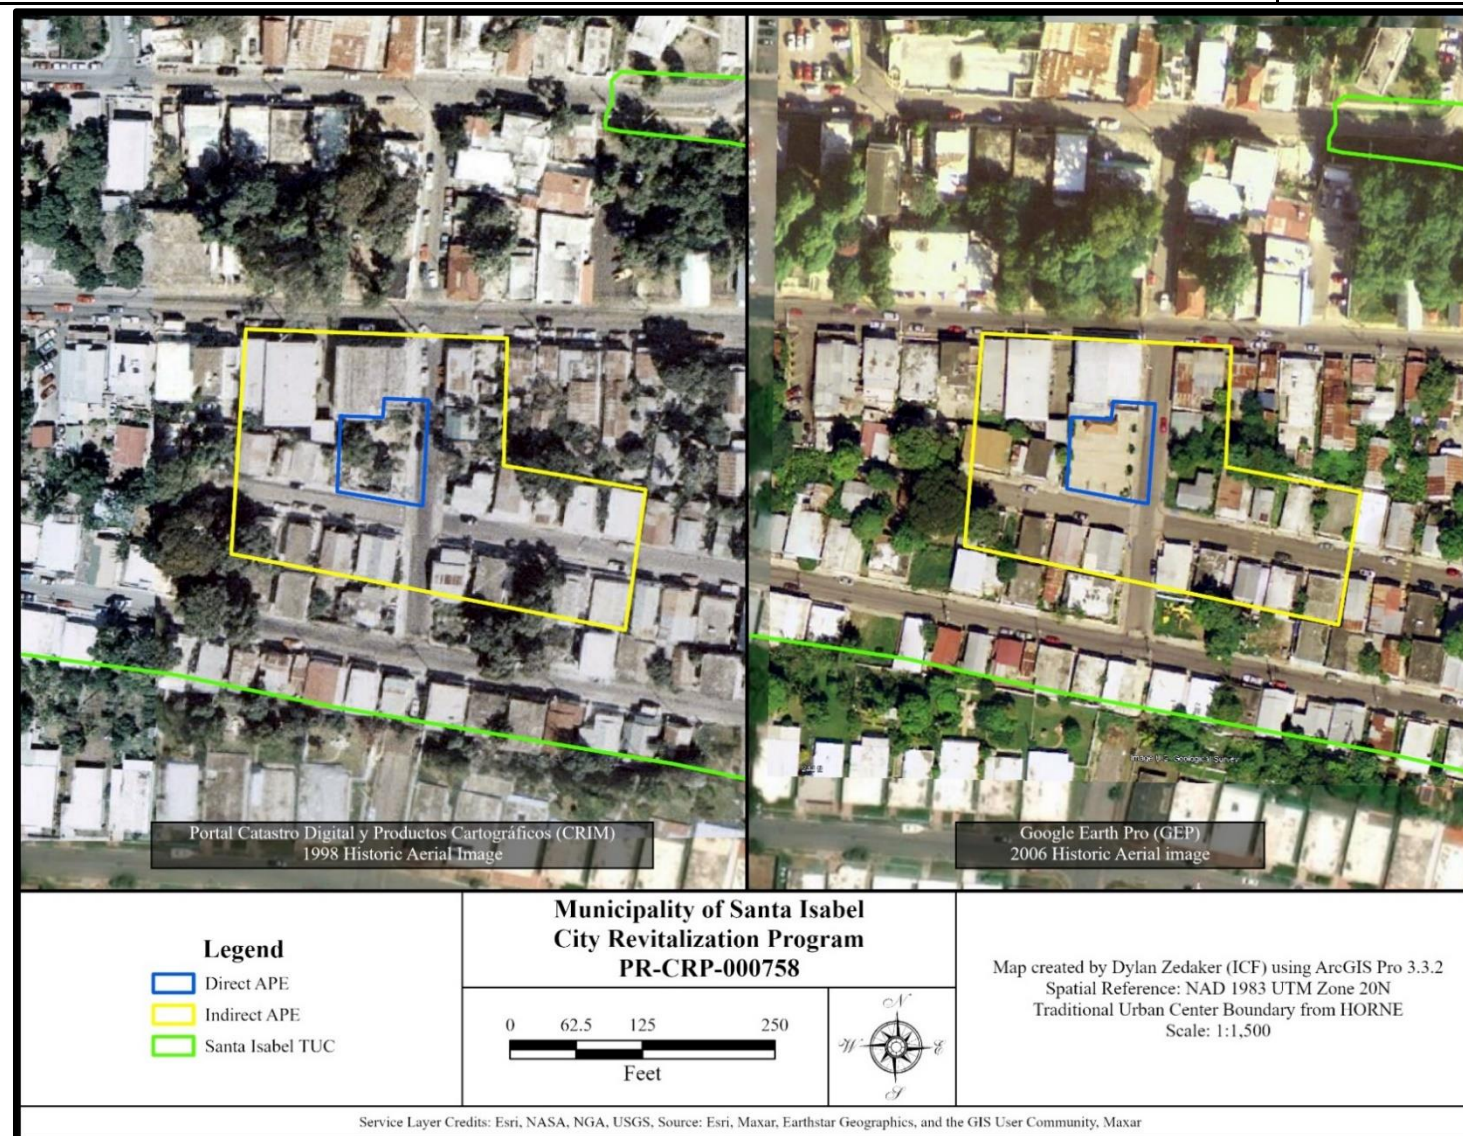 Image U.S. Geological Survey
Portal Catastro Digital y Productos Cartográficos (CRIM)
1998 Historic Aerial Image
Google Earth Pro (GEP)
2006 Historic Aerial image
Legend
Direct APE
Indirect APE
Santa Isabel TUC
Municipality of Santa Isabel
City Revitalization Program
PR-CRP-000758
0 62.5 125 250
Feet
N
W E
S
Map created by Dylan Zedaker (ICF) using ArcGIS Pro 3.3.2
Spatial Reference: NAD 1983 UTM Zone 20N
Traditional Urban Center Boundary from HORNE
Scale: 1:1,500
Service Layer Credits: Esri, NASA, NGA, USGS, Source: Esri, Maxar, Earthstar Geographics, and the GIS User Community, Maxar